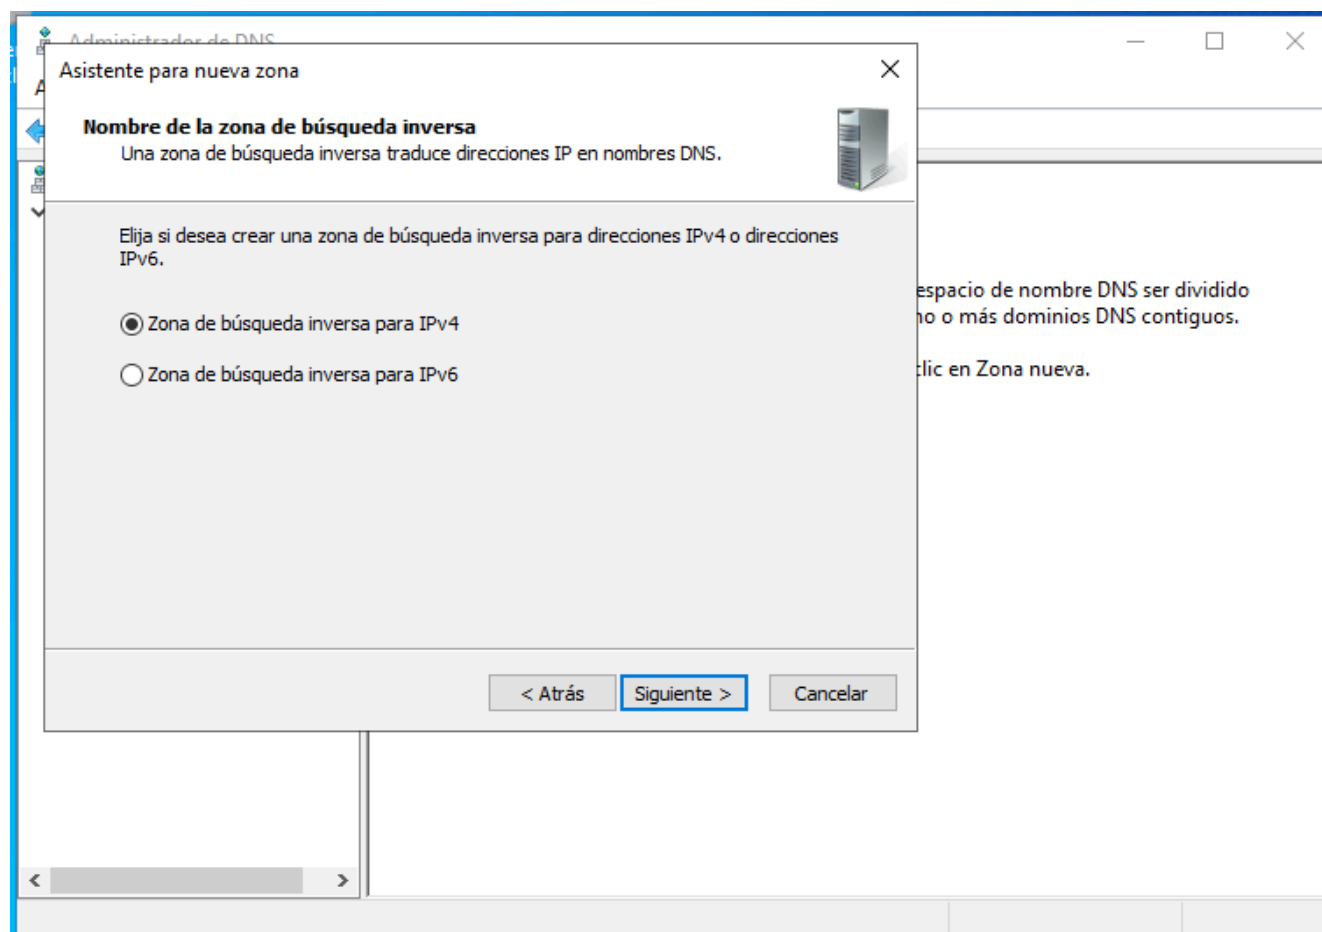 Administrador de DNS
Asistente para nueva zona
Nombre de la zona de búsqueda inversa
Una zona de búsqueda inversa traduce direcciones IP en nombres DNS.
Elija si desea crear una zona de búsqueda inversa para direcciones IPv4 o direcciones
IPv6.
Zona de búsqueda inversa para IPv4
Zona de búsqueda inversa para IPv6
espacio de nombre DNS ser dividido
o más dominios DNS contiguos.
clic en Zona nueva.
< Atrás
Siguiente >
Cancelar